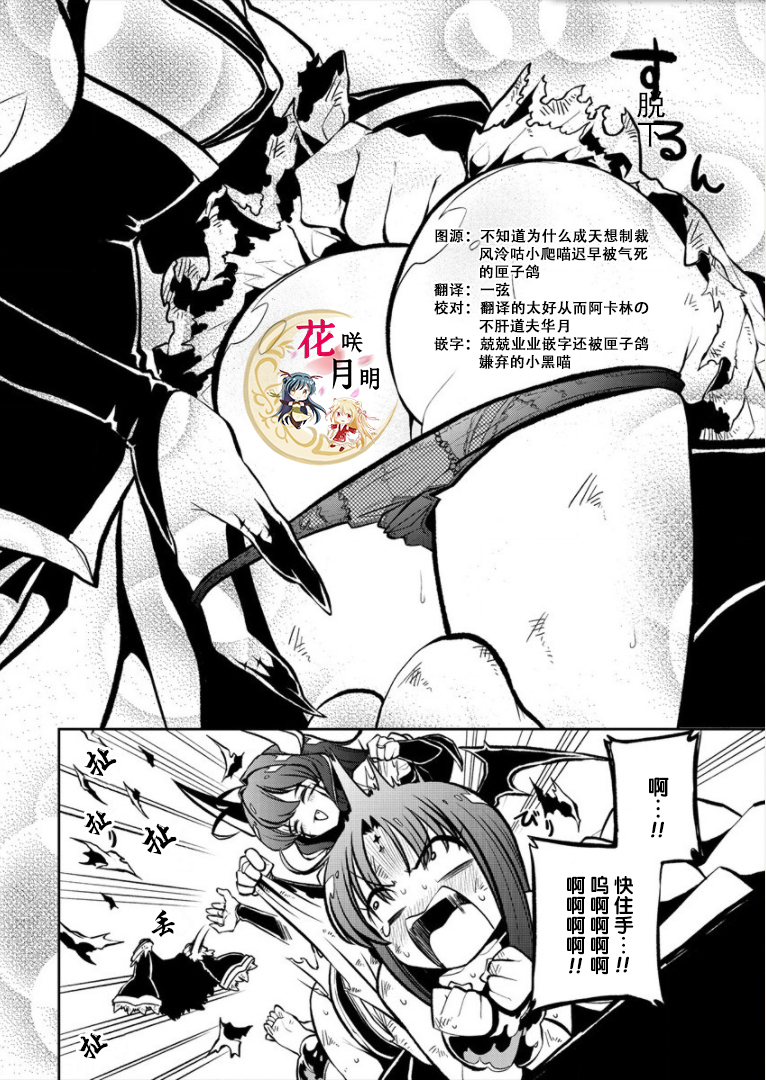 する
脱下
るん
图源：不知道为什么成天想制裁
风泠咕小爬喵迟早被气死
的匣子鸽
翻译：一弦
校对：翻译的太好从而阿卡林の
不肝道夫华月
嵌字：兢兢业业嵌字还被匣子鸽
嫌弃的小黑喵
花咲
月明
啊…!!
びり
快住手…!!
呜啊啊啊啊
啊啊啊啊!!
扯
扯
り
扯
丢
扯